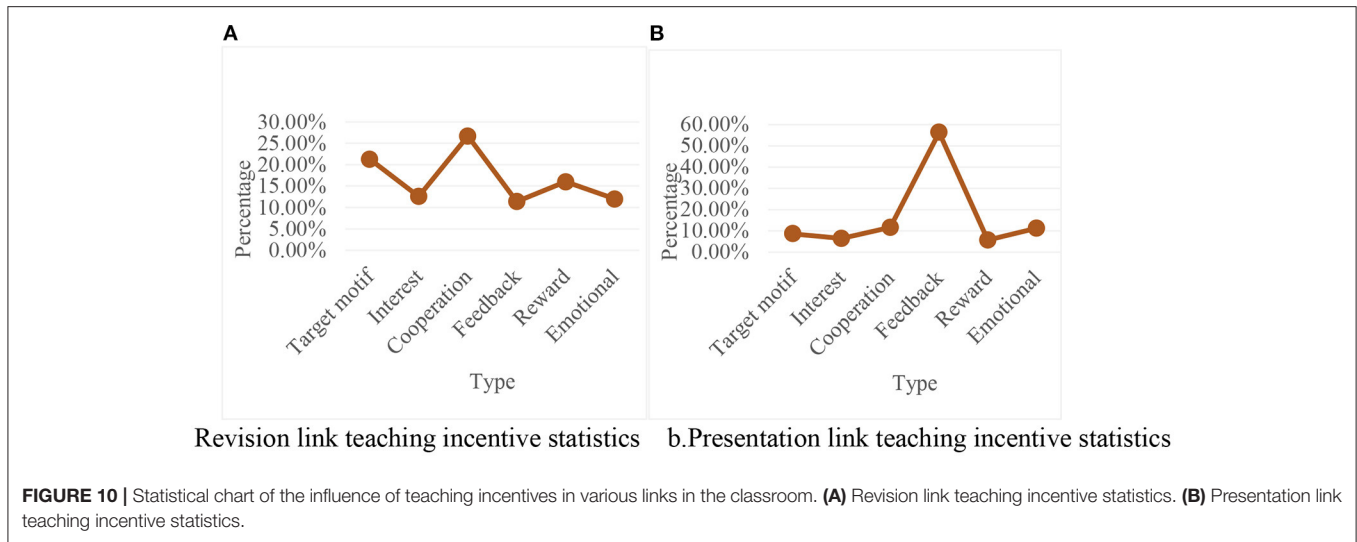 A
B
Percentage
30.00%
25.00%
20.00%
15.00%
10.00%
5.00%
0.00%
Target motif
Interest
Cooperation
Feedback
Reward
Emotional
Type
Percentage
60.00%
50.00%
40.00%
30.00%
20.00%
10.00%
0.00%
Target motif
Interest
Cooperation
Feedback
Reward
Emotional
Type
Revision link teaching incentive statistics
b.Presentation link teaching incentive statistics
FIGURE 10 | Statistical chart of the influence of teaching incentives in various links in the classroom. (A) Revision link teaching incentive statistics. (B) Presentation link
teaching incentive statistics.